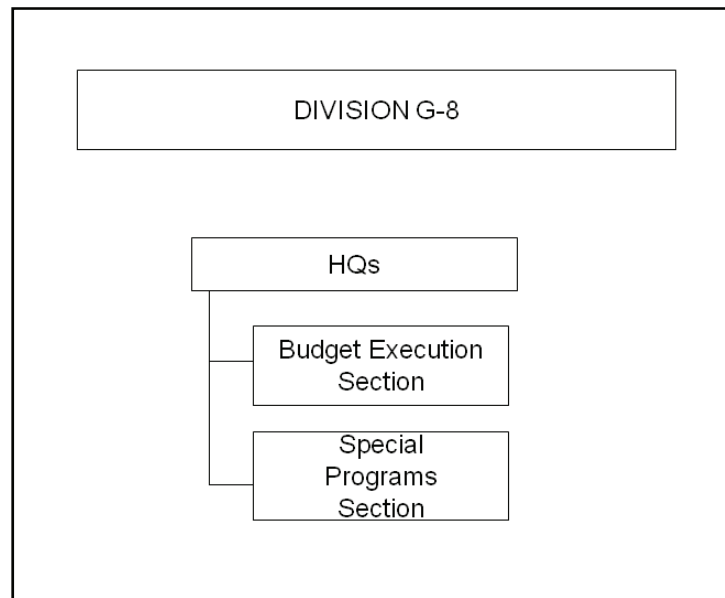 DIVISION G-8
HQs
Budget Execution
Section
Special
Programs
Section